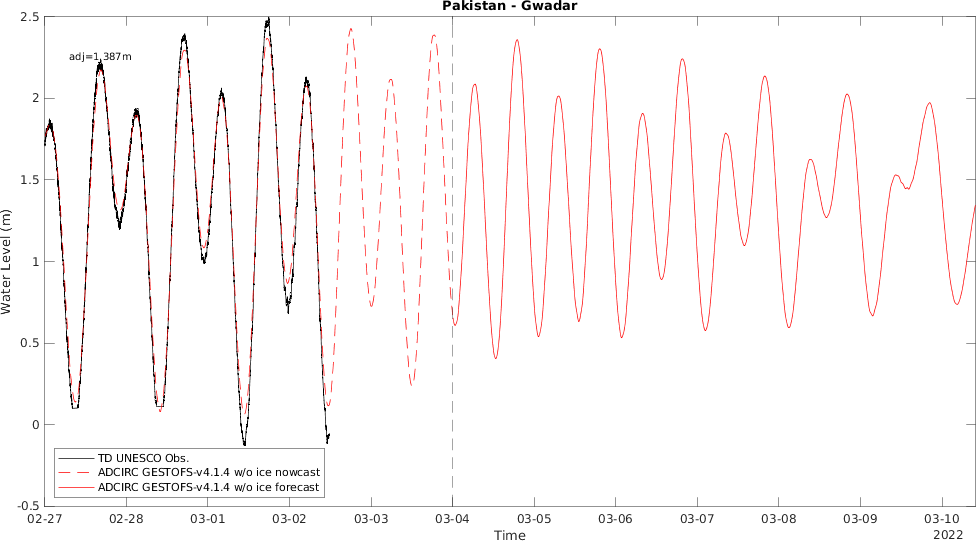 Pakistan - Gwadar
adj=1.387m
Water Level (m)
2.5
2
1.5
1
0.5
0
-0.5
TD UNESCO Obs.
ADCIRC GESTOFS-v4.1.4 w/o ice nowcast
ADCIRC GESTOFS-v4.1.4 w/o ice forecast
02-27 02-28 03-01 03-02 03-03 03-04 03-05 03-06 03-07 03-08 03-09 03-10
Time
2022